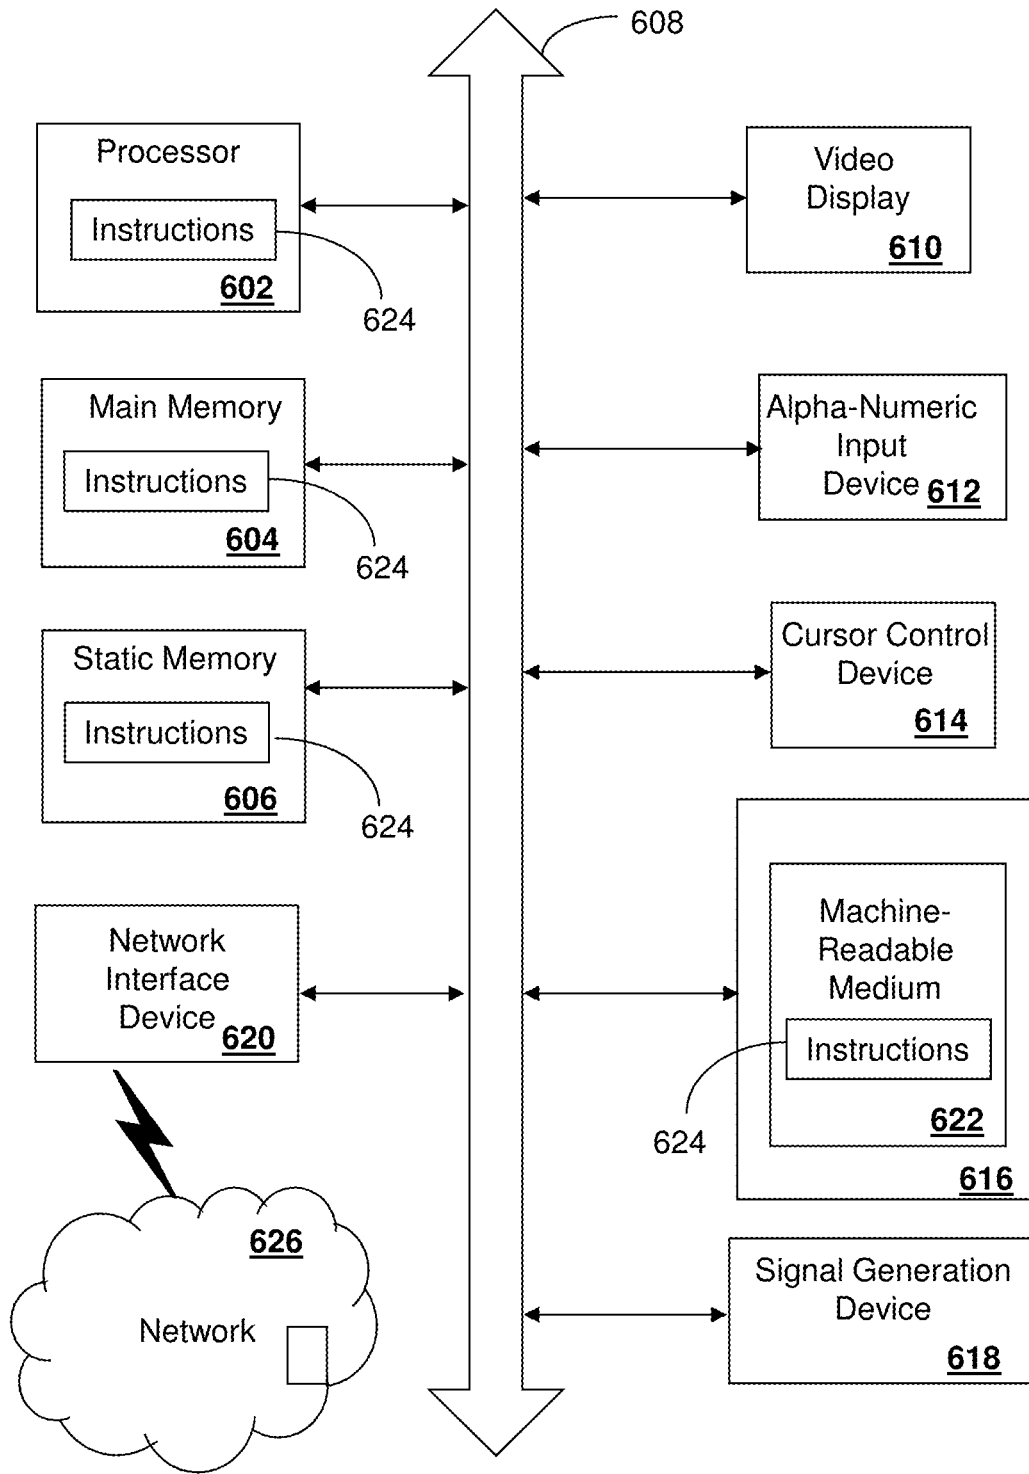 608
Processor
Instructions
602
624
Main Memory
Instructions
604
624
Static Memory
Instructions
606
624
Network
Interface
Device
620
626
Network
Video
Display
610
Alpha-Numeric
Input
Device
612
Cursor Control
Device
614
Machine-
Readable
Medium
Instructions
622
624
616
Signal Generation
Device
618